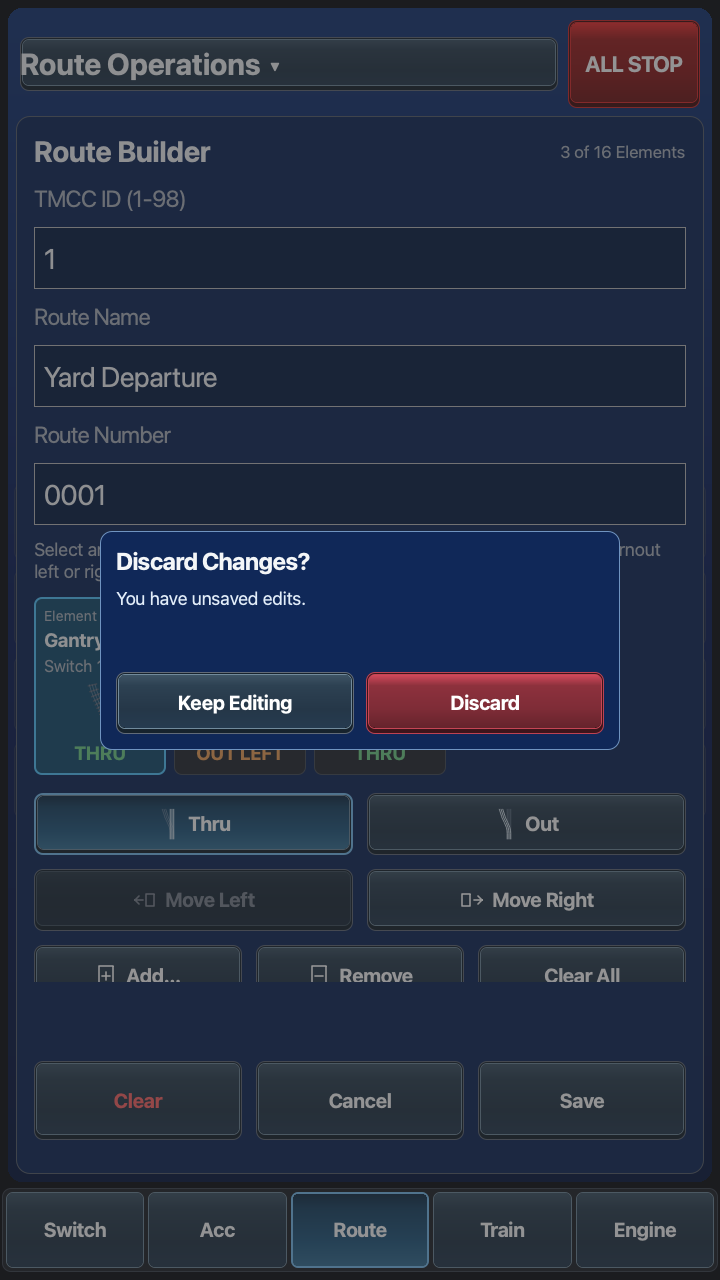 Route Operations ▾
ALL STOP
Route Builder
3 of 16 Elements
TMCC ID (1-98)
1
Route Name
Yard Departure
Route Number
0001
Select
left or
Discard Changes?
You have unsaved edits.
Keep Editing
Discard
Element
Gantry
Switch
THRU
OUT LEFT
THRU
Thru
Out
Move Left
Move Right
Add...
Remove
Clear All
Clear
Cancel
Save
Switch
Acc
Route
Train
Engine